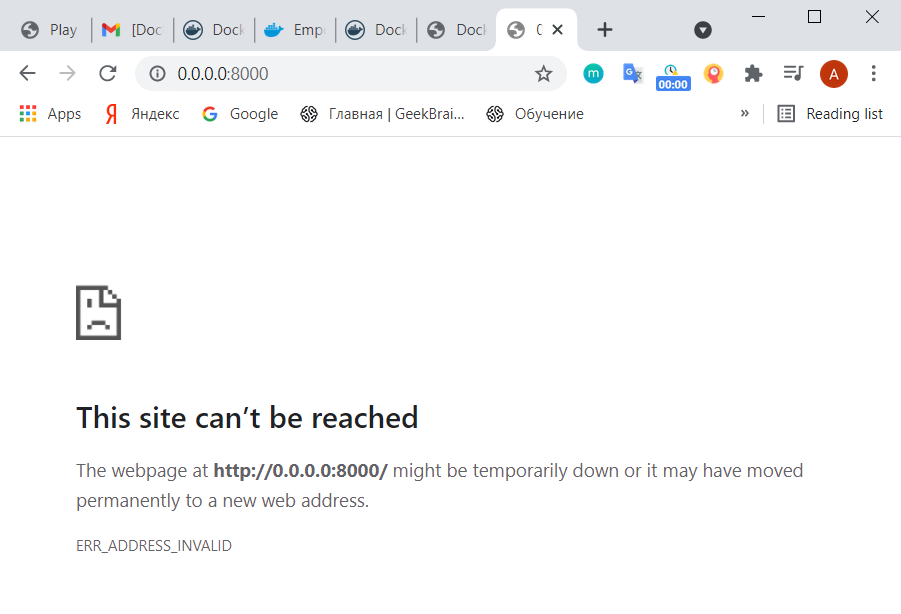 Play
[Doc
Dock
Empo
Dock
Dock
0.0.0.0:8000
m
G
00:00
A
Apps
Яндекс
Google
Главная | GeekBrai...
Обучение
»
Reading list
This site can’t be reached
The webpage at http://0.0.0.0:8000/ might be temporarily down or it may have moved
permanently to a new web address.
ERR_ADDRESS_INVALID